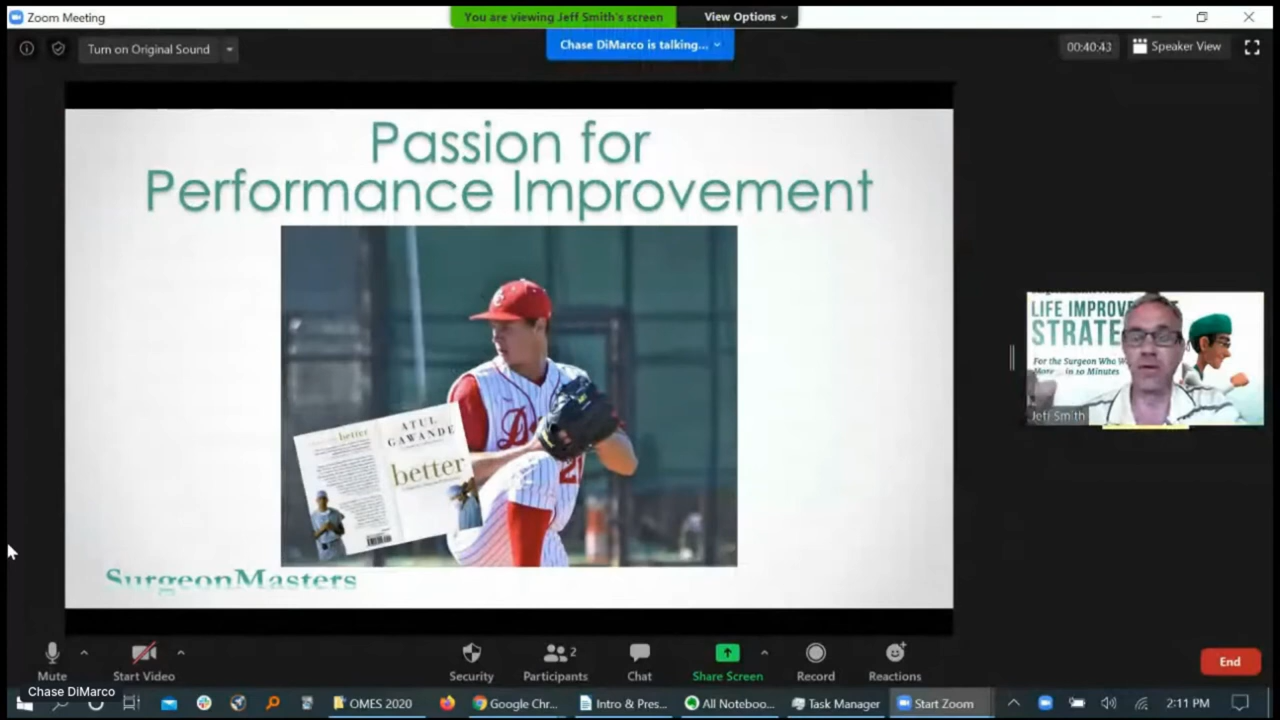 Zoom Meeting
You are viewing Jeff Smith's screen
View Options
Turn on Original Sound
Chase DiMarco is talking...
00:40:43
Speaker View
Passion for
Performance Improvement
LIFE IMPROV
STRATE
For the Surgeon Who W
More in 10 Minutes
Jeff Smith
better
ATUL
GAWANDE
better
SurgeonMasters
Mute
Start Video
Security
2
Participants
Chat
Share Screen
Record
Reactions
End
Chase DiMarco
OMES 2020
Google Chr...
Intro & Pres...
All Noteboo...
Task Manager
Start Zoom
2:11 PM